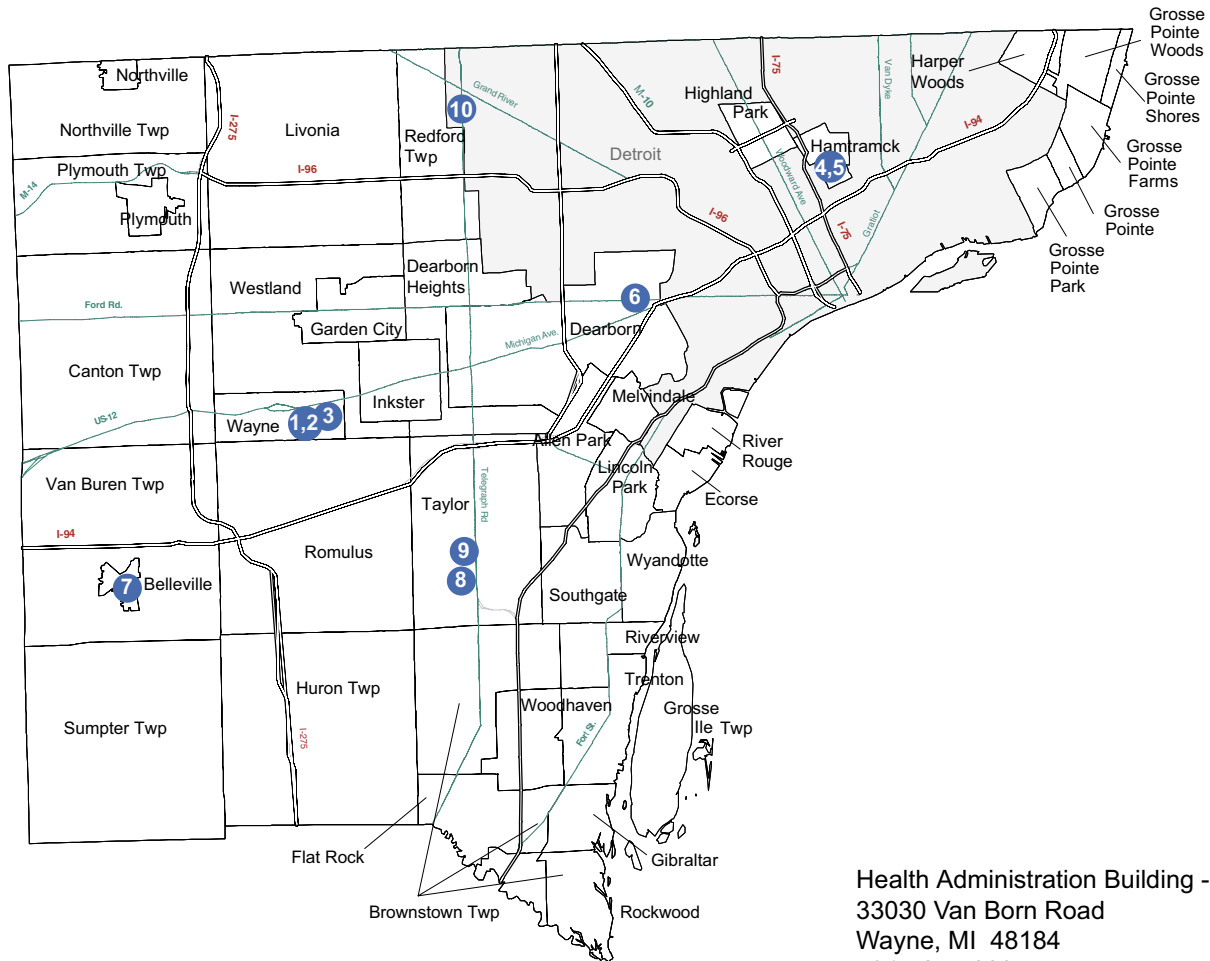 Grosse
Pointe
Woods
Northville
Harper
Woods
Grosse
Pointe
Shores
I-75
Van Dyke
M-10
Grand River
Highland
Park
10
I-275
Northville Twp
Livonia
Redford
Twp
I-94
Hamtramck
Grosse
Pointe
Farms
Detroit
4,5
Plymouth Twp
I-96
Woodward Ave
M-14
Plymouth
I-96
I-75
Gratiot
Grosse
Pointe
Grosse
Pointe
Park
Dearborn
Heights
Westland
6
Ford Rd.
Garden City
Michigan Ave.
Dearborn
Canton Twp
Inkster
Melvindale
US-12
Wayne
1,2
3
Allen Park
River
Rouge
Lincoln
Park
Ecorse
Van Buren Twp
Telegraph Rd
Taylor
I-94
Romulus
9
Wyandotte
7
Belleville
8
Southgate
Riverview
Trenton
Huron Twp
Woodhaven
Grosse
Ile Twp
Sumpter Twp
I-275
Fort St.
Flat Rock
Gibraltar
Brownstown Twp
Rockwood
Health Administration Building -
33030 Van Born Road
Wayne, MI 48184